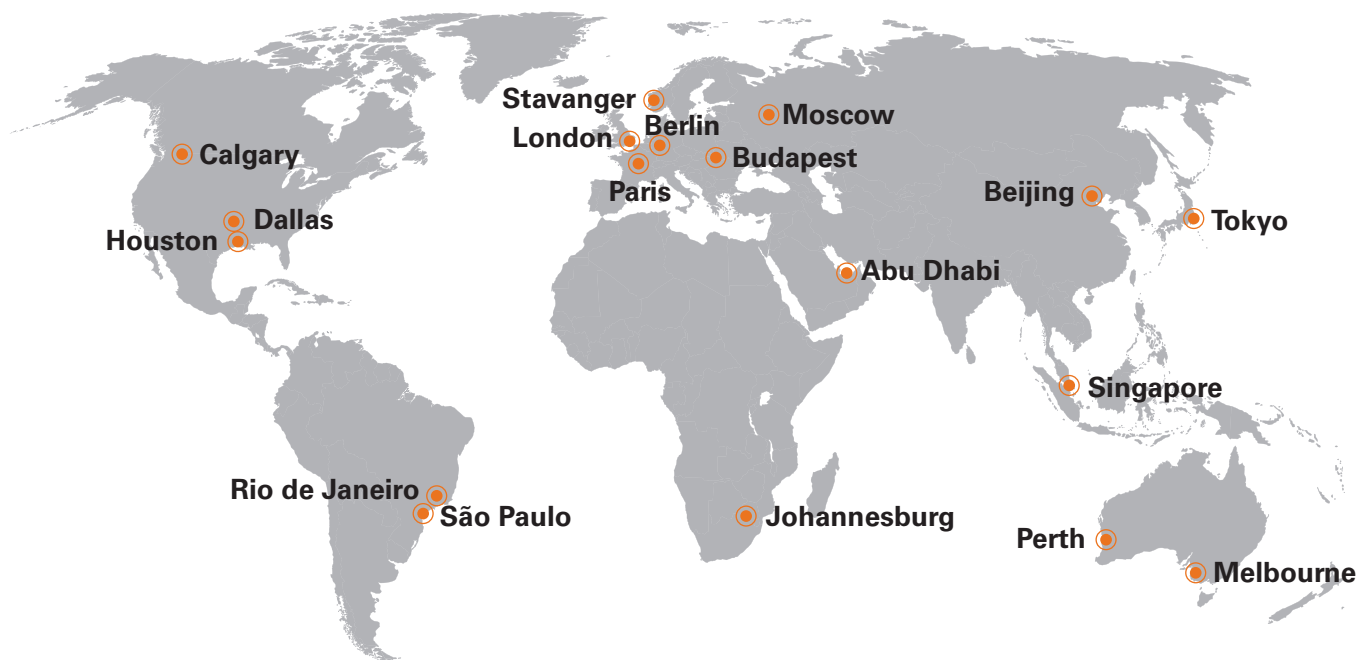 Stavanger
Moscow
Berlin
London
Calgary
Budapest
Paris
Beijing
Dallas
Tokyo
Houston
Abu Dhabi
Singapore
Rio de Janeiro
São Paulo
Johannesburg
Perth
Melbourne